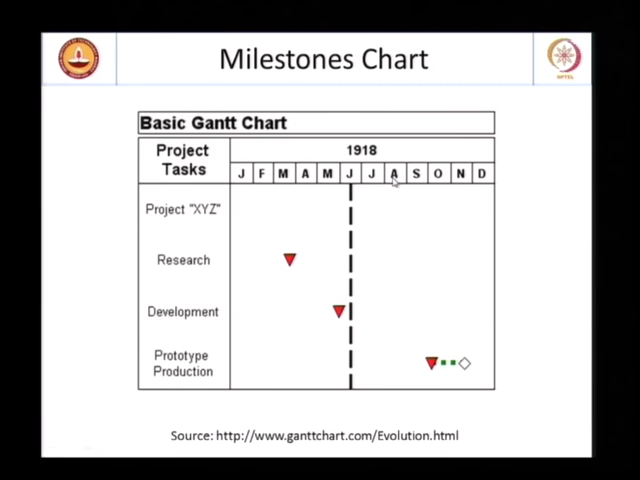 Milestones Chart
NPTEL
Basic Gantt Chart
Project
Tasks
1918
J F M A M J J A S O N D
Project "XYZ"
Research
Development
Prototype
Production
Source: http://www.ganttchart.com/Evolution.html